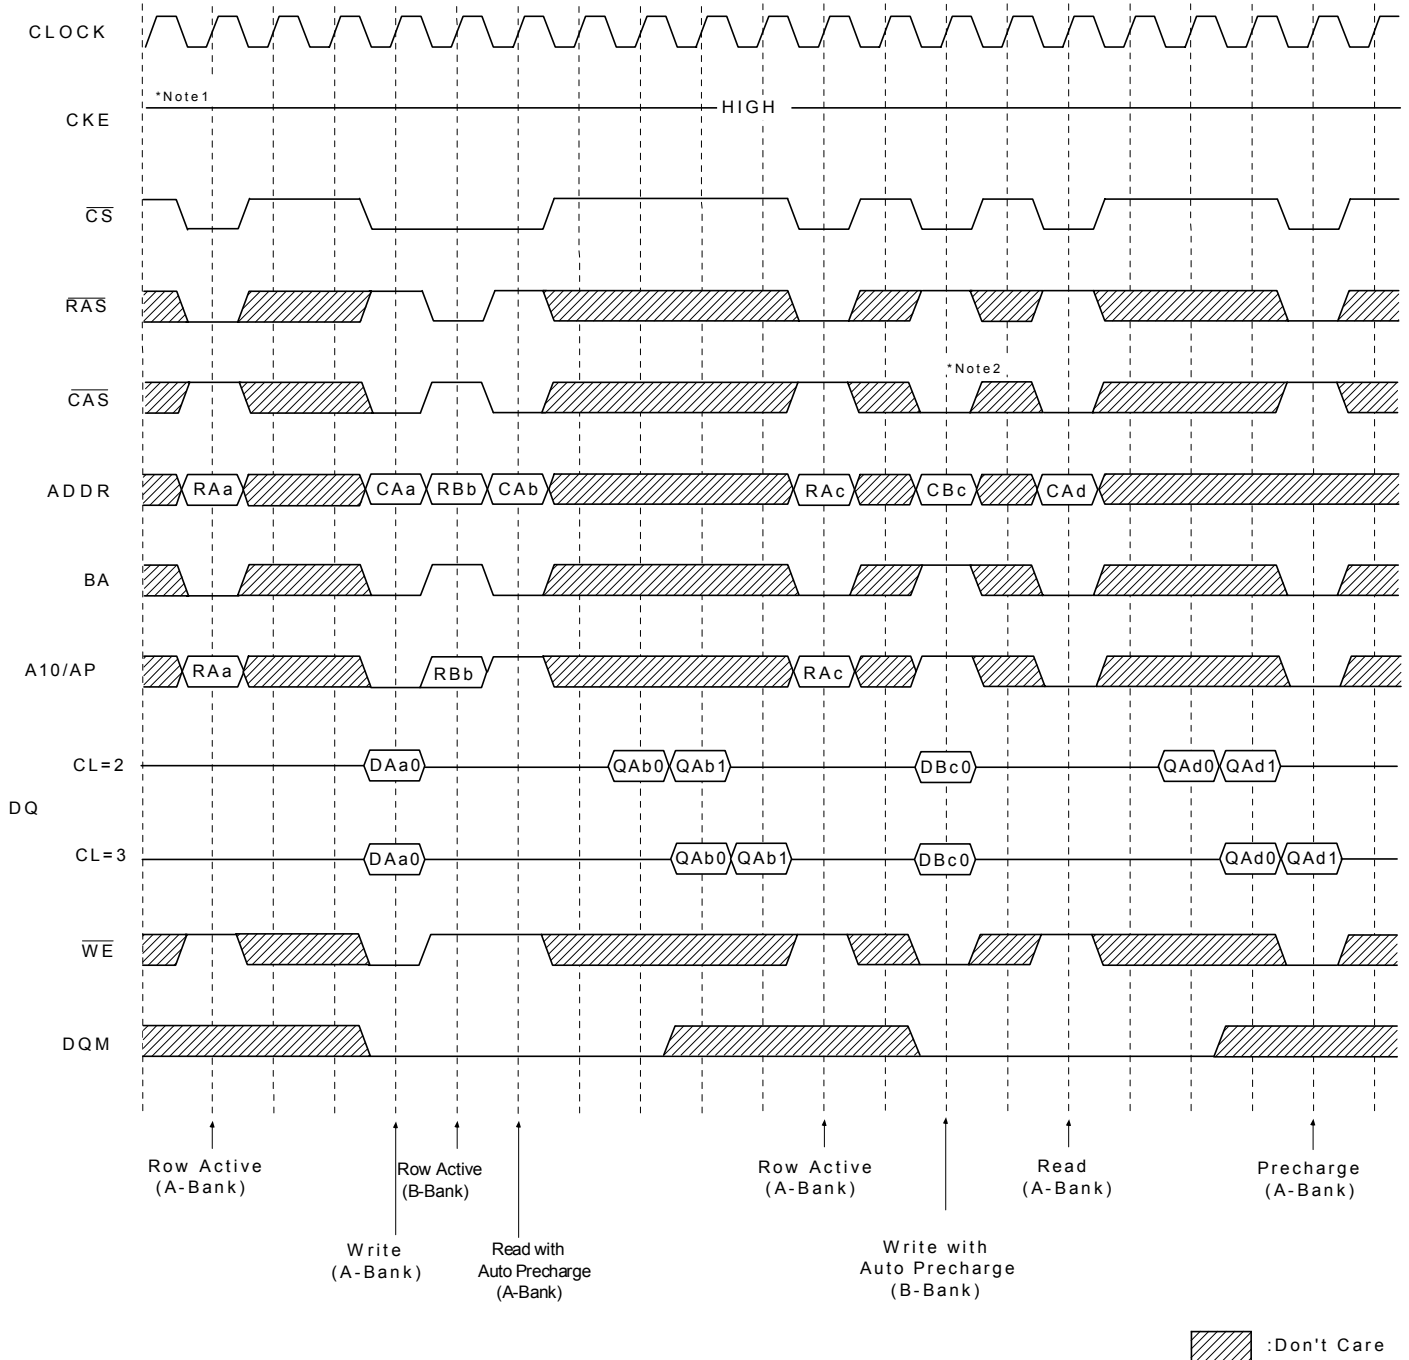 CLOCK
*Note1
CKE
HIGH
CS
RAS
CAS
*Note2
ADDR
RAa
CAa
RBb
CAb
RAc
CBc
CAd
BA
A10/AP
RAa
RBb
RAc
CL=2
DAa0
QAb0
QAb1
DBc0
QAd0
QAd1
DQ
CL=3
DAa0
QAb0
QAb1
DBc0
QAd0
QAd1
WE
DQM
Row Active
(A-Bank)
Row Active
(B-Bank)
Row Active
(A-Bank)
Read
(A-Bank)
Precharge
(A-Bank)
Write
(A-Bank)
Read with
Auto Precharge
(A-Bank)
Write with
Auto Precharge
(B-Bank)
:Don't Care